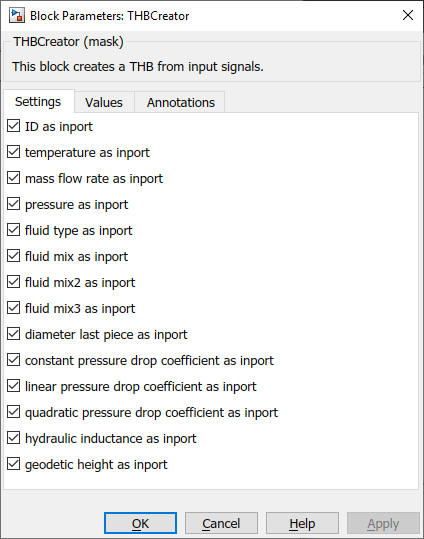 Block Parameters: THBCreator
THBCreator (mask)
This block creates a THB from input signals.
Settings Values Annotations
ID as inport
temperature as inport
mass flow rate as inport
pressure as inport
fluid type as inport
fluid mix as inport
fluid mix2 as inport
fluid mix3 as inport
diameter last piece as inport
constant pressure drop coefficient as inport
linear pressure drop coefficient as inport
quadratic pressure drop coefficient as inport
hydraulic inductance as inport
geodetic height as inport
OK Cancel Help Apply